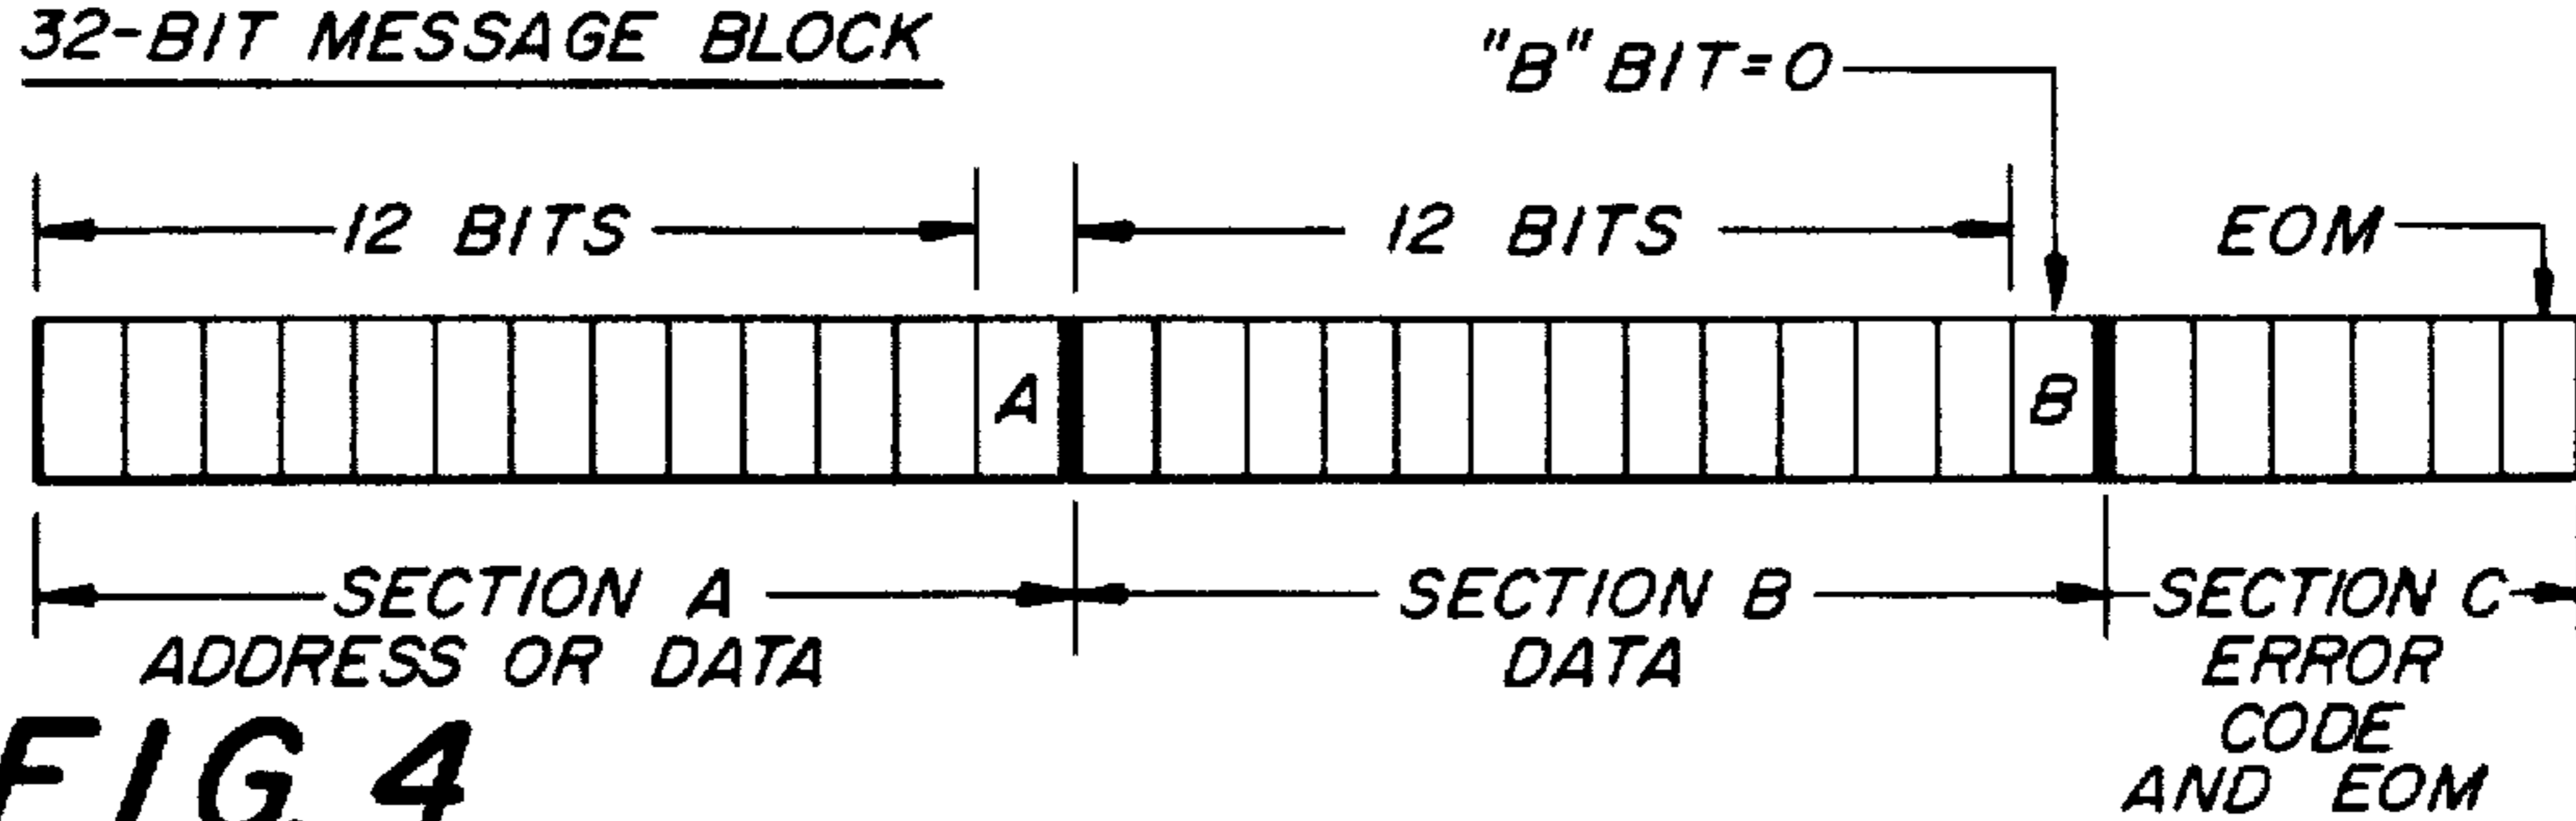 32-BIT MESSAGE BLOCK
"B" BIT=0
12 BITS
12 BITS
EOM
A
B
SECTION A
ADDRESS OR DATA
SECTION B
DATA
SECTION C
ERROR
CODE
AND EOM
FIG. 4